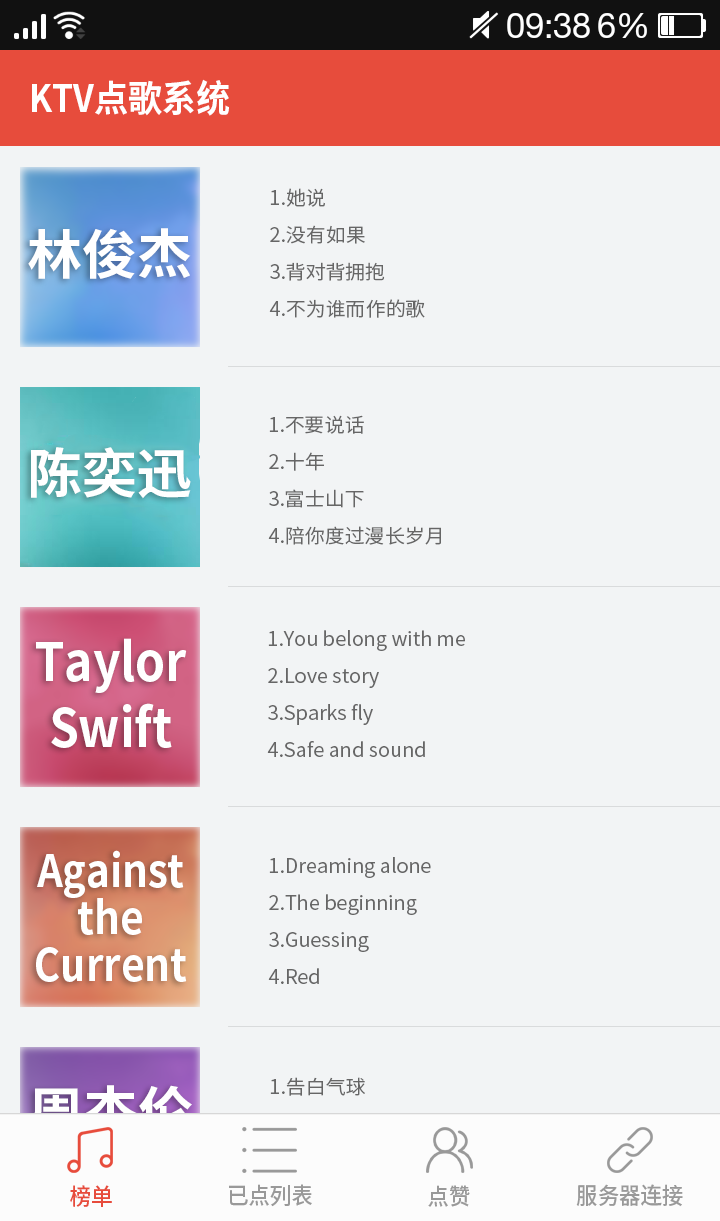 09:38 6%
KTV点歌系统
林俊杰
1.她说
2.没有如果
3.背对背拥抱
4.不为谁而作的歌
陈奕迅
1.不要说话
2.十年
3.富士山下
4.陪你度过漫长岁月
Taylor
Swift
1.You belong with me
2.Love story
3.Sparks fly
4.Safe and sound
Against
the
Current
1.Dreaming alone
2.The beginning
3.Guessing
4.Red
周杰伦
1.告白气球
榜单
已点列表
点赞
服务器连接